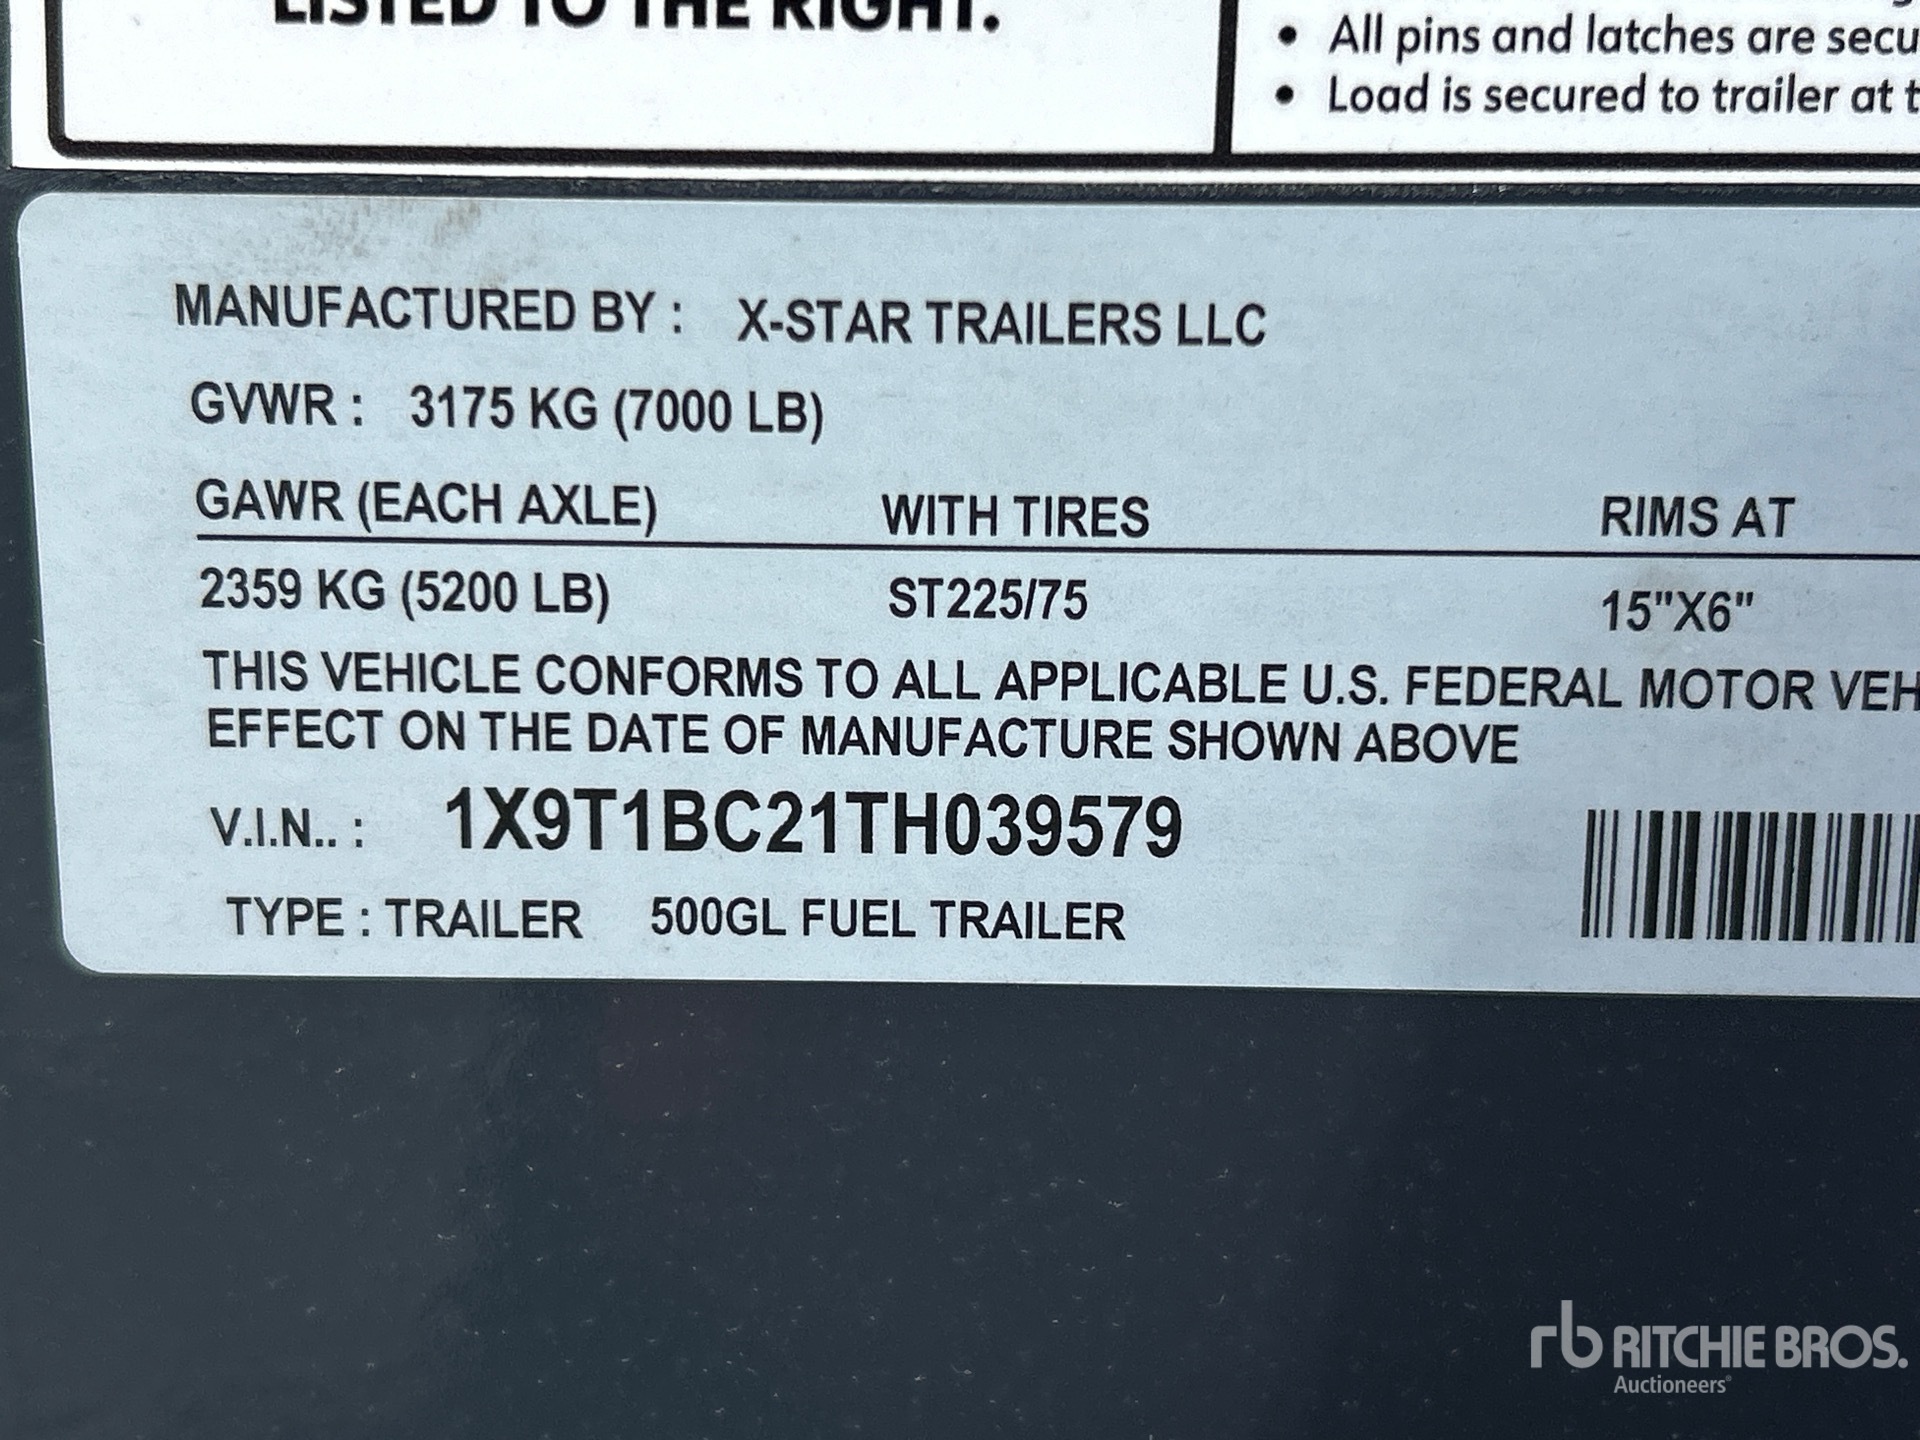 LISTED TO THE RIGHT.
• All pins and latches are secu
• Load is secured to trailer at t
MANUFACTURED BY : X-STAR TRAILERS LLC
GVWR : 3175 KG (7000 LB)
GAWR (EACH AXLE) WITH TIRES RIMS AT
2359 KG (5200 LB) ST225/75 15"X6"
THIS VEHICLE CONFORMS TO ALL APPLICABLE U.S. FEDERAL MOTOR VEH
EFFECT ON THE DATE OF MANUFACTURE SHOWN ABOVE
V.I.N.. : 1X9T1BC21TH039579
TYPE : TRAILER 500GL FUEL TRAILER
rb RITCHIE BROS.
Auctioneers®